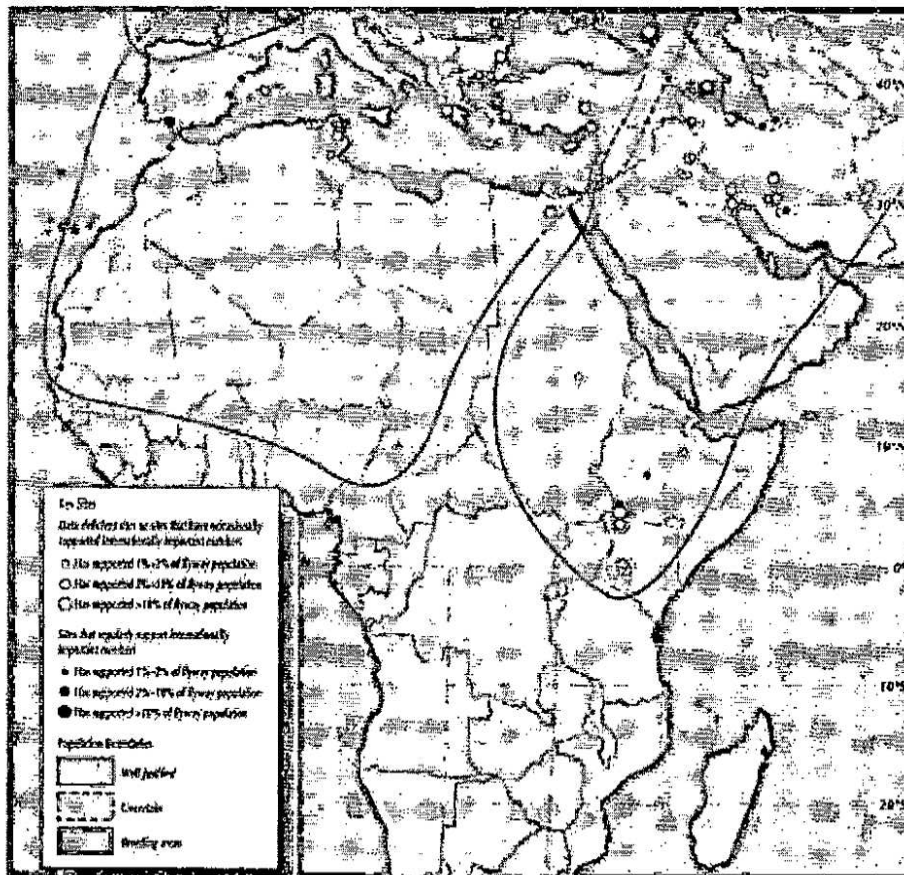 Key Sites
Data deficient sites or sites that have occasionally
supported internationally important numbers
Has supported 1%–2% of flyway population
Has supported 2%–10% of flyway population
Has supported >10% of flyway population
Sites that regularly support internationally
important numbers
Has supported 1%–2% of flyway population
Has supported 2%–10% of flyway population
Has supported >10% of flyway population
Population Boundaries
Well justified
Uncertain
Breeding areas
40°N
30°N
20°N
10°N
0°
10°S
20°S